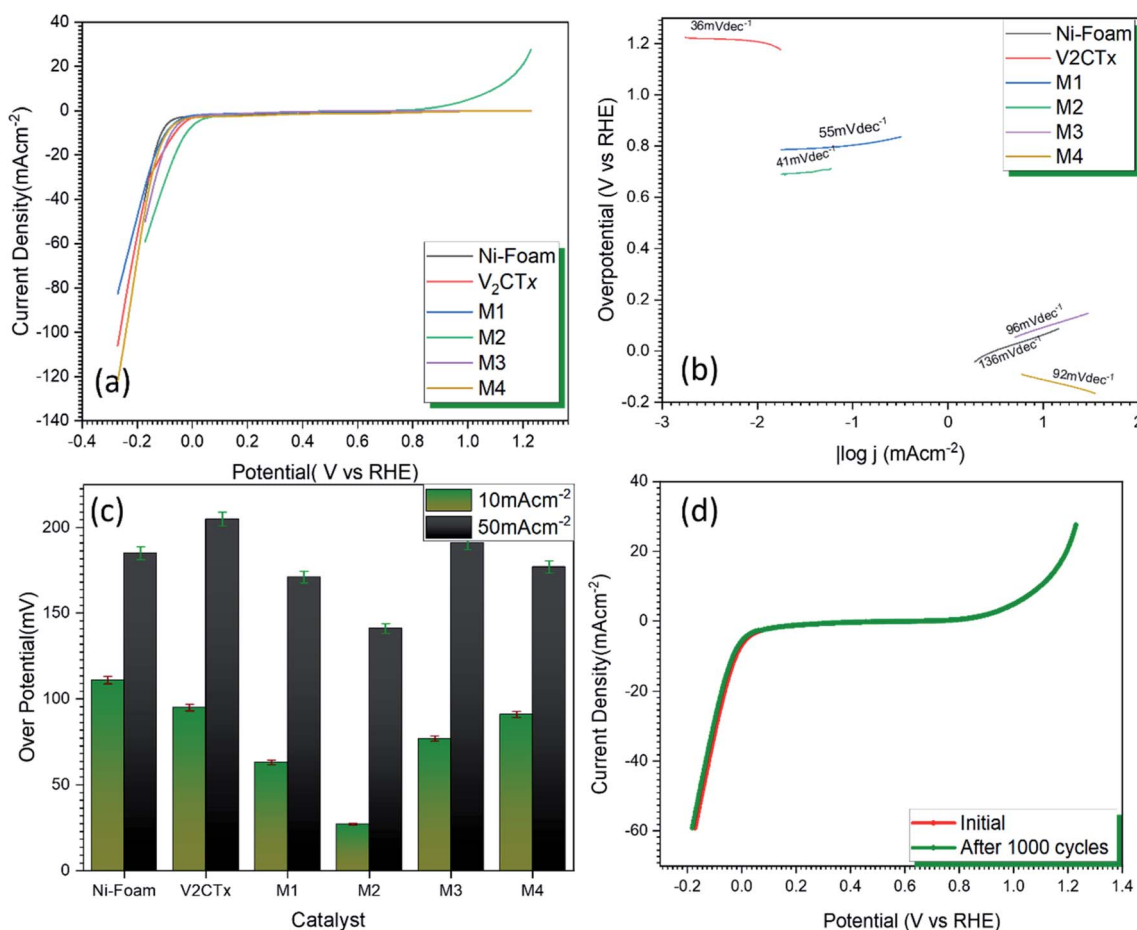 Current Density(mAcm⁻²)
40
20
0
-20
-40
-60
-80
-100
-120
-140
(a)
Ni-Foam
V₂CTx
M1
M2
M3
M4
-0.4 -0.2 0.0 0.2 0.4 0.6 0.8 1.0 1.2
Potential( V vs RHE)
Overpotential (V vs RHE)
1.2
1.0
0.8
0.6
0.4
0.2
0.0
-0.2
36mVdec⁻¹
55mVdec⁻¹
41mVdec⁻¹
96mVdec⁻¹
136mVdec⁻¹
92mVdec⁻¹
Ni-Foam
V2CTx
M1
M2
M3
M4
(b)
-3 -2 -1 0 1 2
|log j (mAcm⁻²)
Over Potential(mV)
(c)
10mAcm⁻²
50mAcm⁻²
200
150
100
50
0
Ni-Foam V2CTx M1 M2 M3 M4
Catalyst
Current Density(mAcm⁻²)
(d)
40
20
0
-20
-40
-60
Initial
After 1000 cycles
-0.2 0.0 0.2 0.4 0.6 0.8 1.0 1.2 1.4
Potential (V vs RHE)